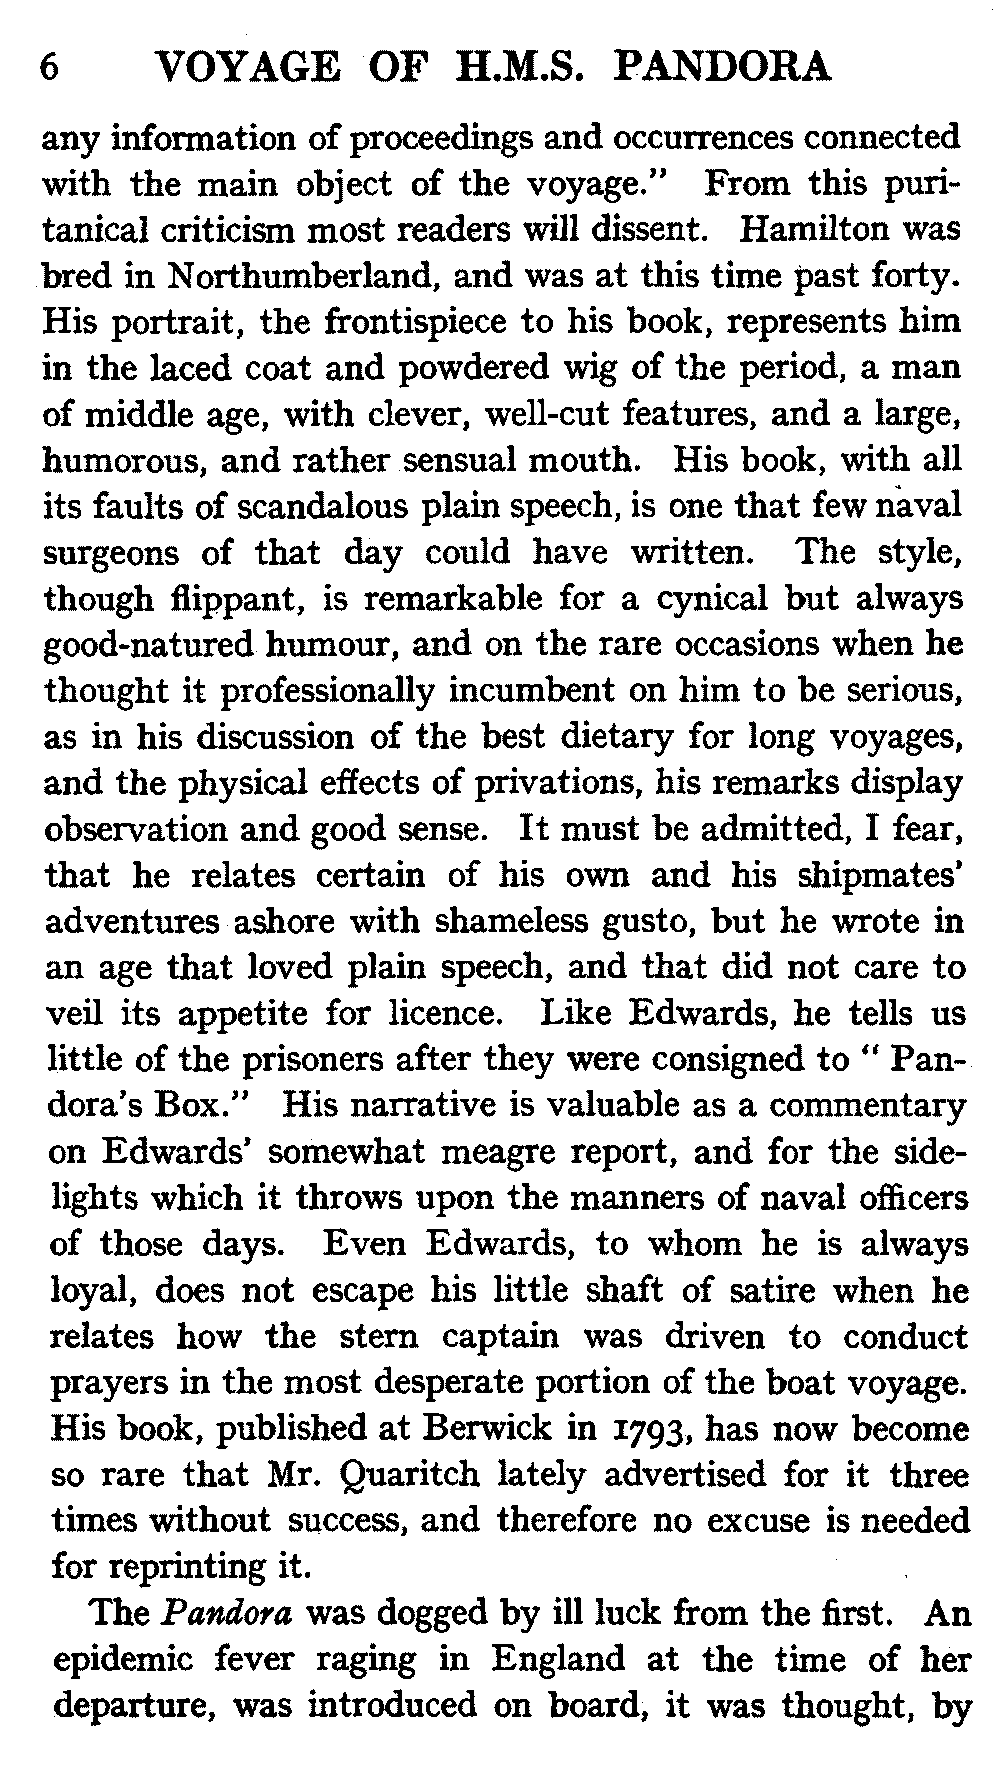 6 VOYAGE OF H.M.S. PANDORA
any information of proceedings and occurrences connected
with the main object of the voyage." From this puri-
tanical criticism most readers will dissent. Hamilton was
bred in Northumberland, and was at this time past forty.
His portrait, the frontispiece to his book, represents him
in the laced coat and powdered wig of the period, a man
of middle age, with clever, well-cut features, and a large,
humorous, and rather sensual mouth. His book, with all
its faults of scandalous plain speech, is one that few naval
surgeons of that day could have written. The style,
though flippant, is remarkable for a cynical but always
good-natured humour, and on the rare occasions when he
thought it professionally incumbent on him to be serious,
as in his discussion of the best dietary for long voyages,
and the physical effects of privations, his remarks display
observation and good sense. It must be admitted, I fear,
that he relates certain of his own and his shipmates'
adventures ashore with shameless gusto, but he wrote in
an age that loved plain speech, and that did not care to
veil its appetite for licence. Like Edwards, he tells us
little of the prisoners after they were consigned to " Pan-
dora's Box." His narrative is valuable as a commentary
on Edwards' somewhat meagre report, and for the side-
lights which it throws upon the manners of naval officers
of those days. Even Edwards, to whom he is always
loyal, does not escape his little shaft of satire when he
relates how the stern captain was driven to conduct
prayers in the most desperate portion of the boat voyage.
His book, published at Berwick in 1793, has now become
so rare that Mr. Quaritch lately advertised for it three
times without success, and therefore no excuse is needed
for reprinting it.
The Pandora was dogged by ill luck from the first. An
epidemic fever raging in England at the time of her
departure, was introduced on board, it was thought, by